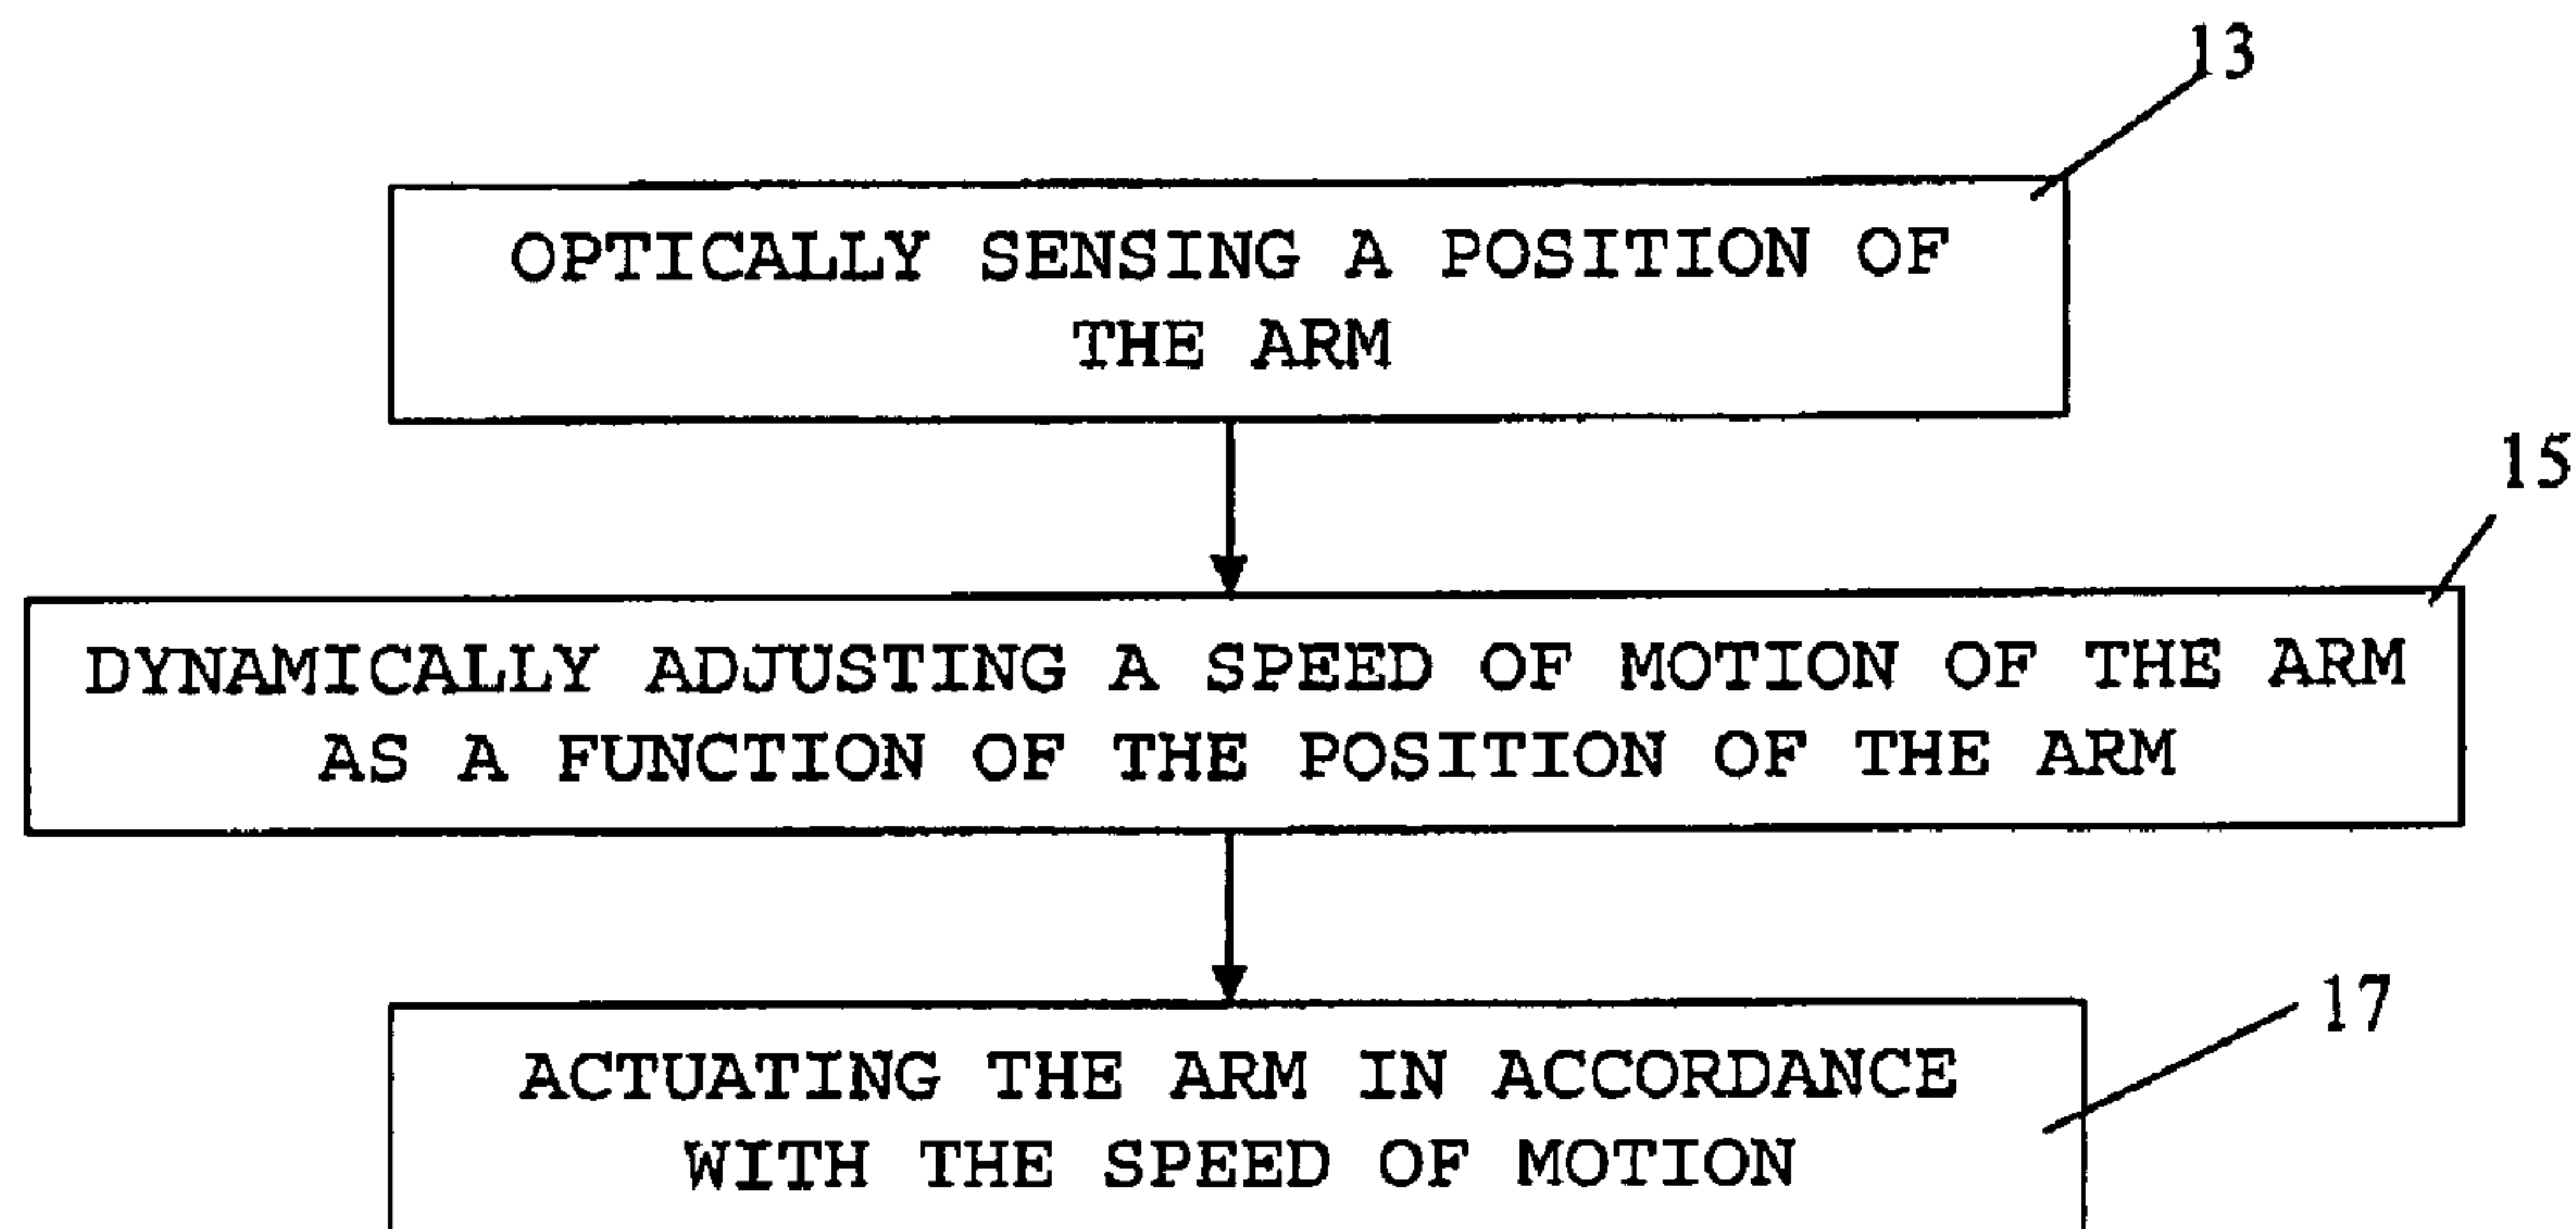 13
OPTICALLY SENSING A POSITION OF
THE ARM
15
DYNAMICALLY ADJUSTING A SPEED OF MOTION OF THE ARM
AS A FUNCTION OF THE POSITION OF THE ARM
17
ACTUATING THE ARM IN ACCORDANCE
WITH THE SPEED OF MOTION